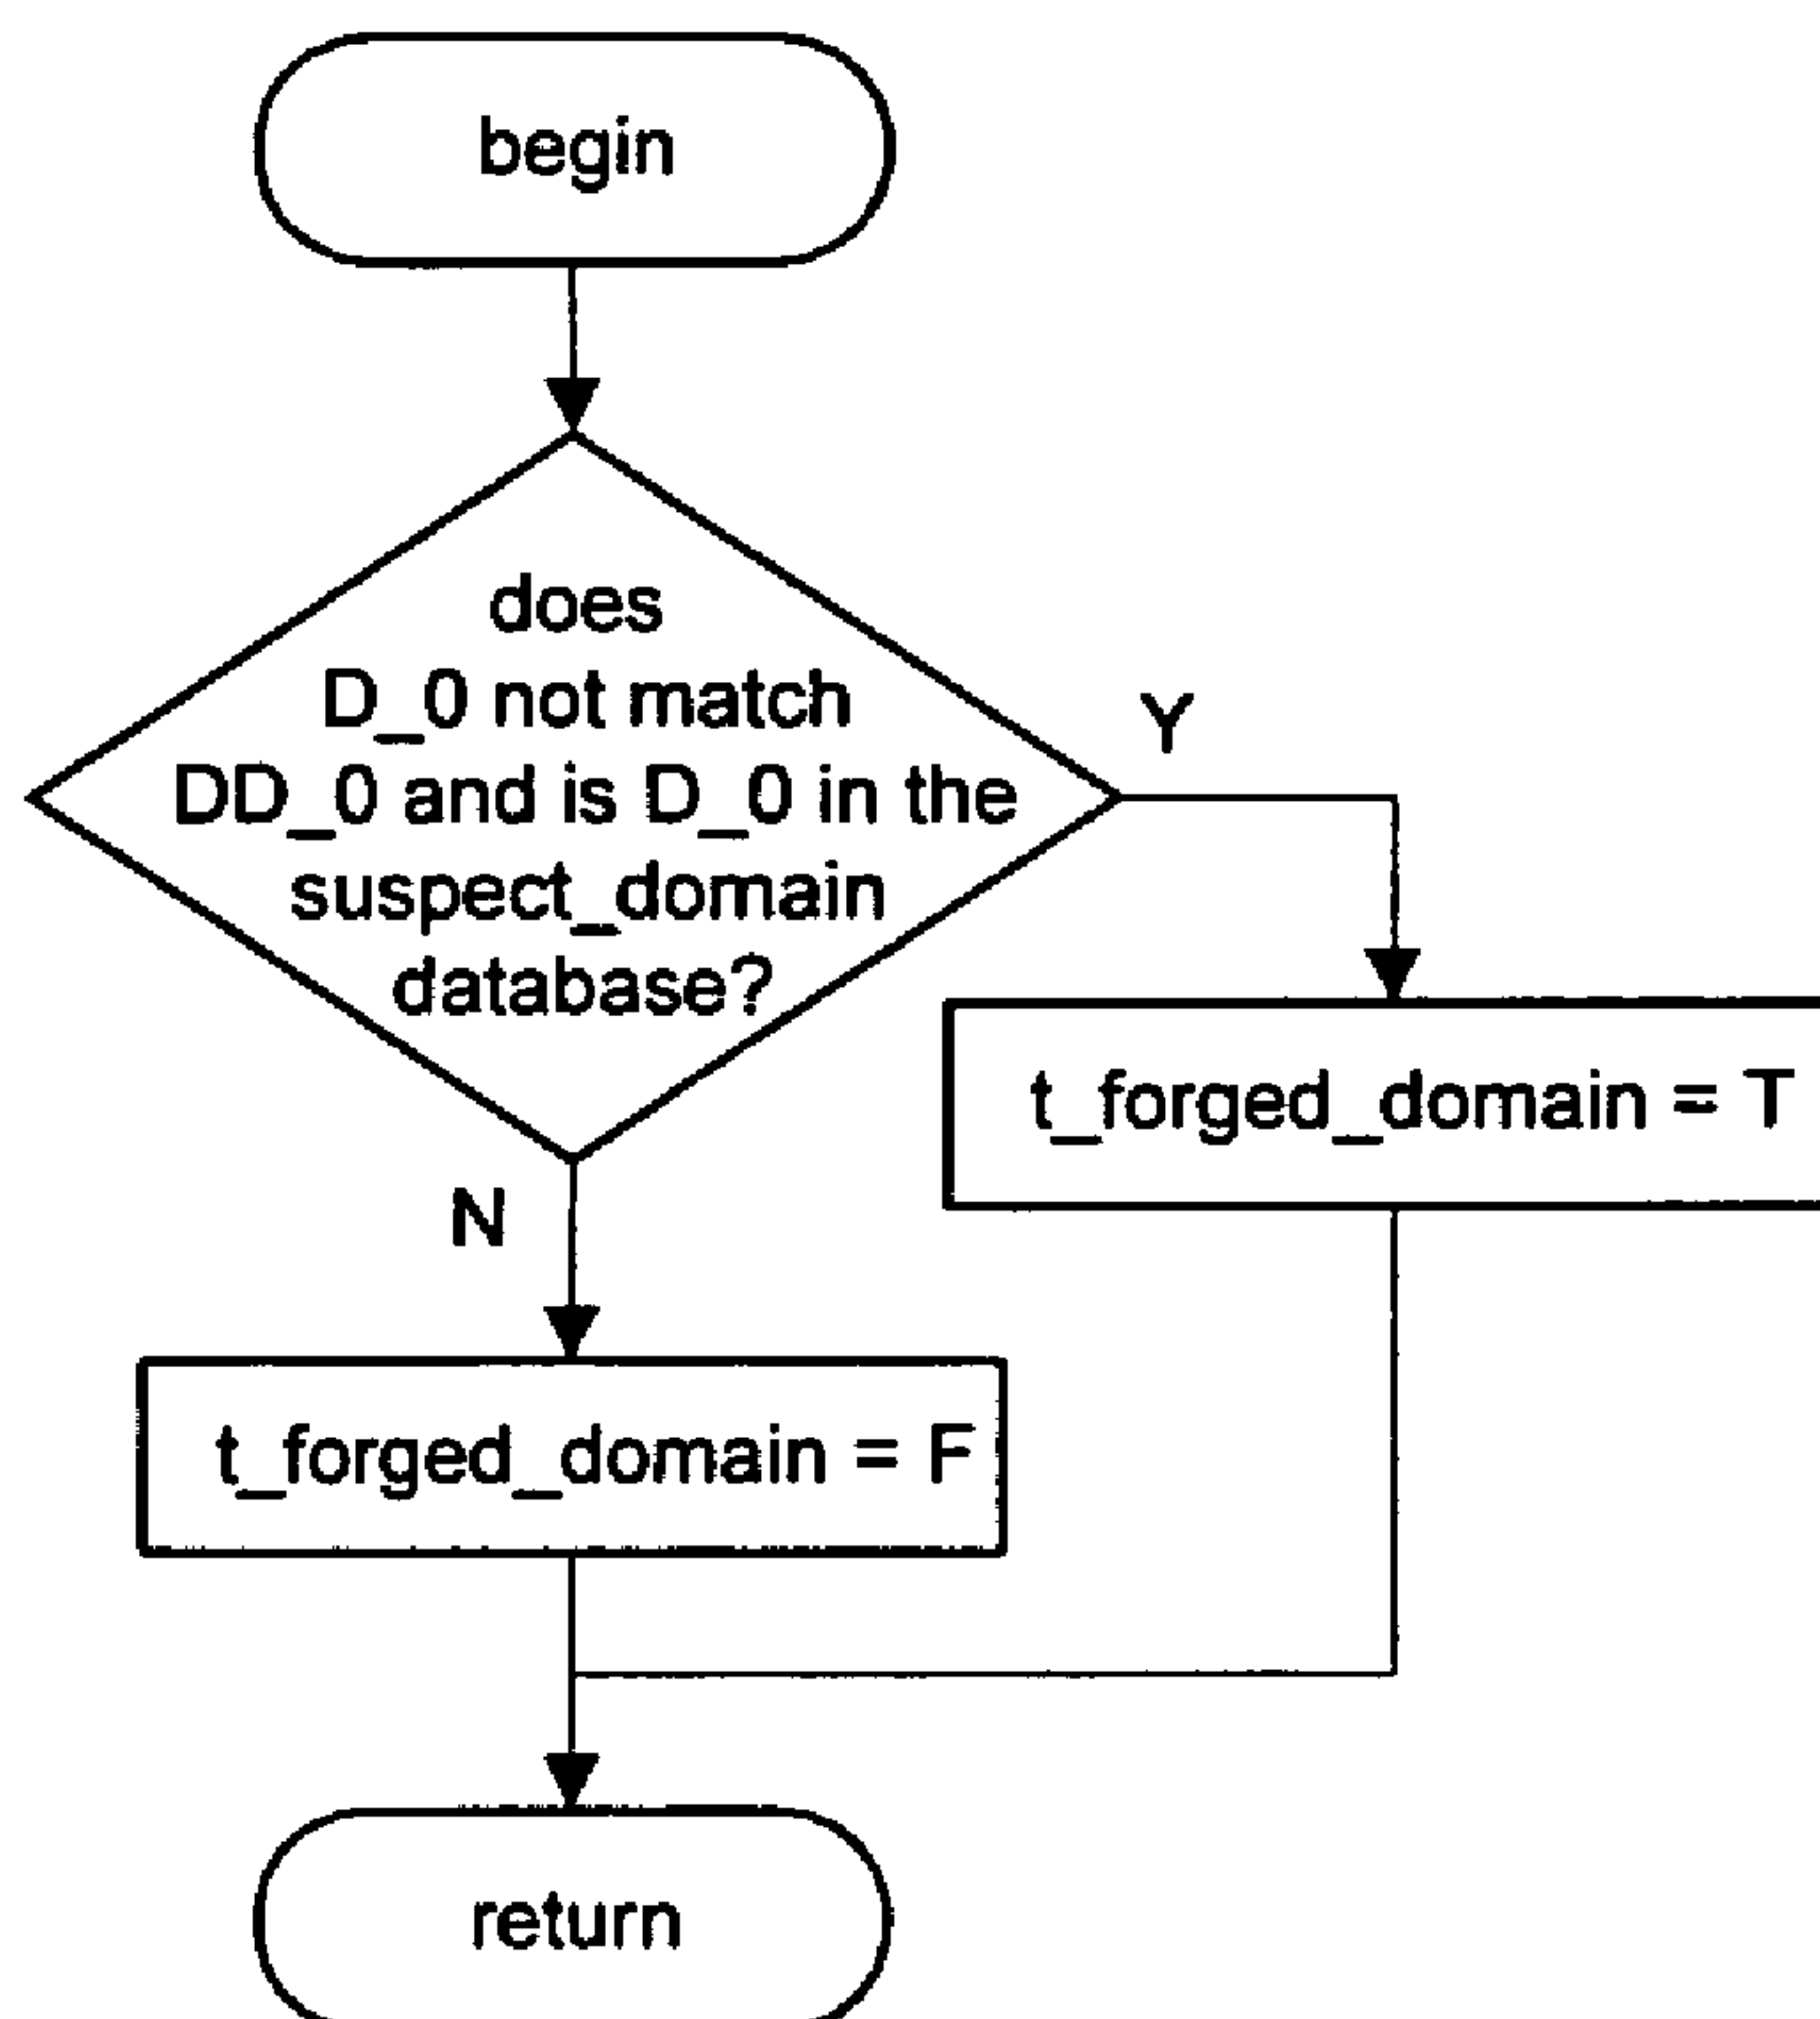 begin
does
D_0 not match
DD_0 and is D_0 in the
suspect_domain
database?
Y
t_forged_domain = T
N
t_forged_domain = F
return